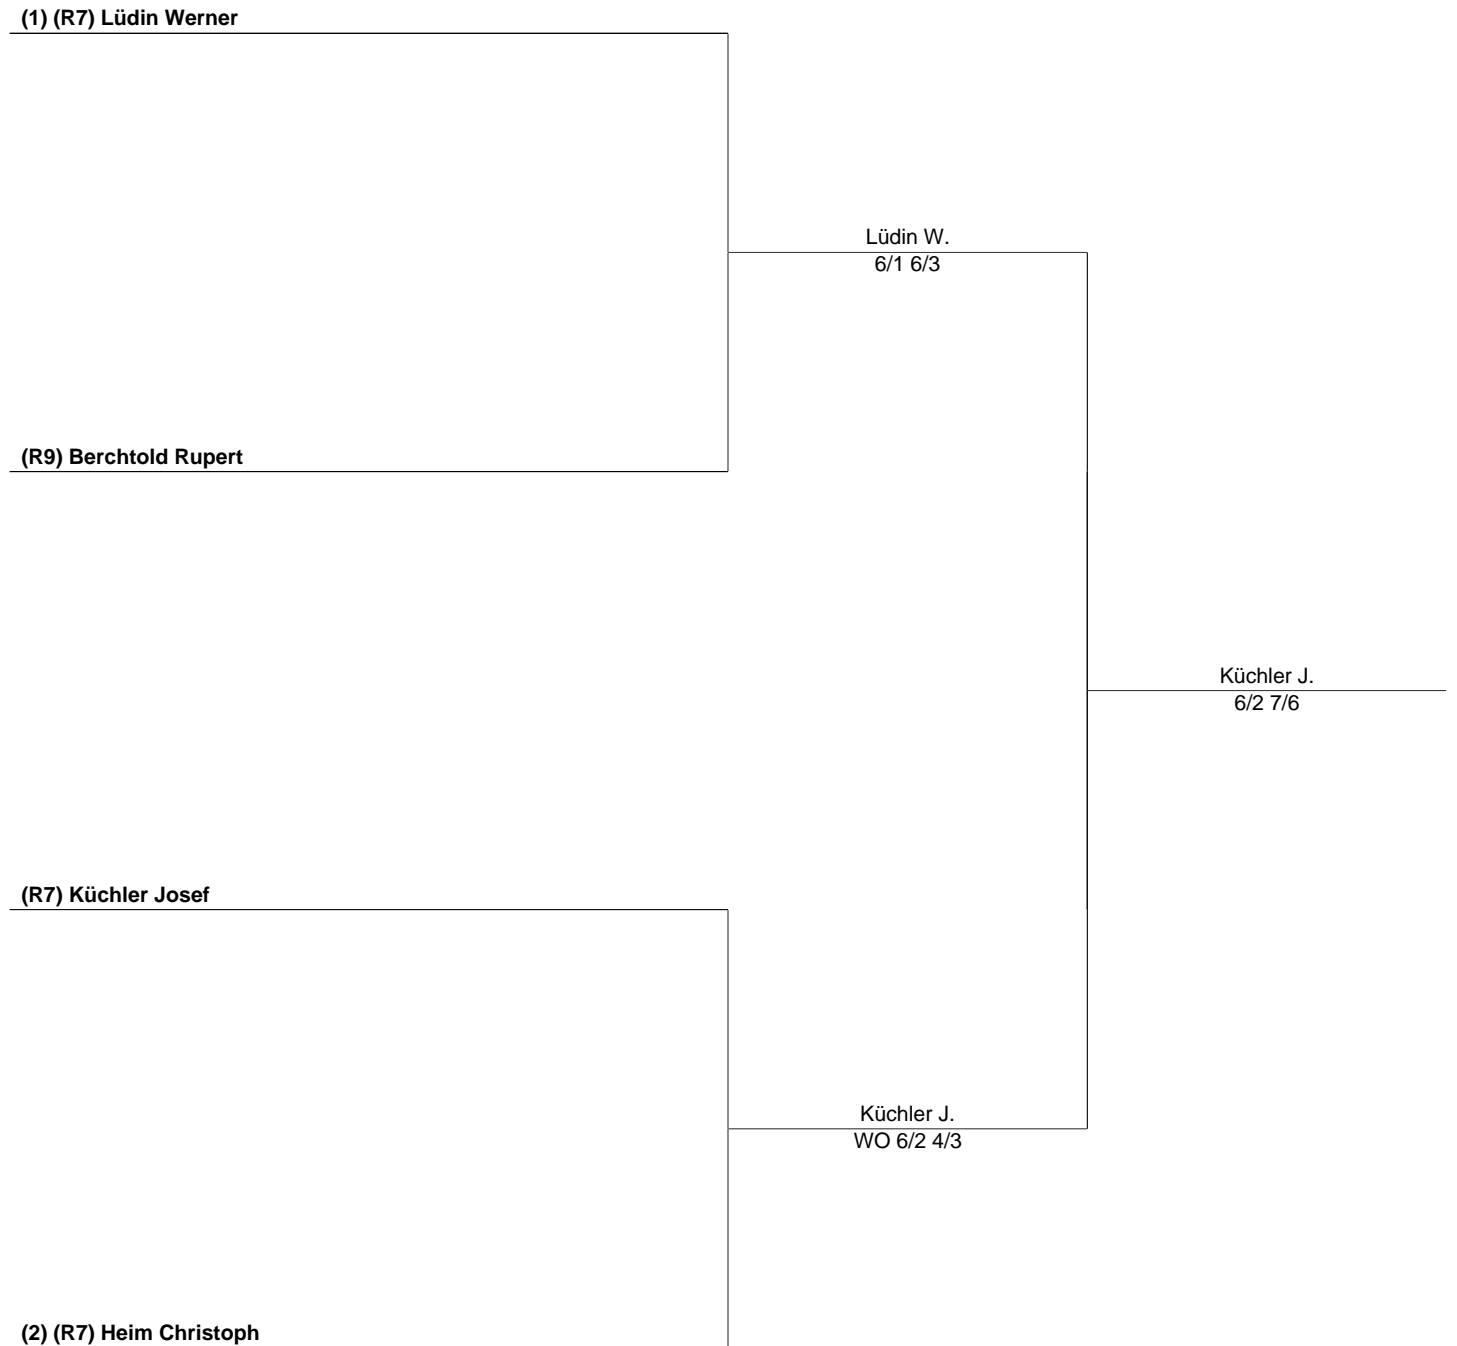 (1) (R7) Lüdin Werner
Lüdin W.
6/1 6/3
(R9) Berchtold Rupert
Küchler J.
6/2 7/6
(R7) Küchler Josef
Küchler J.
WO 6/2 4/3
(2) (R7) Heim Christoph